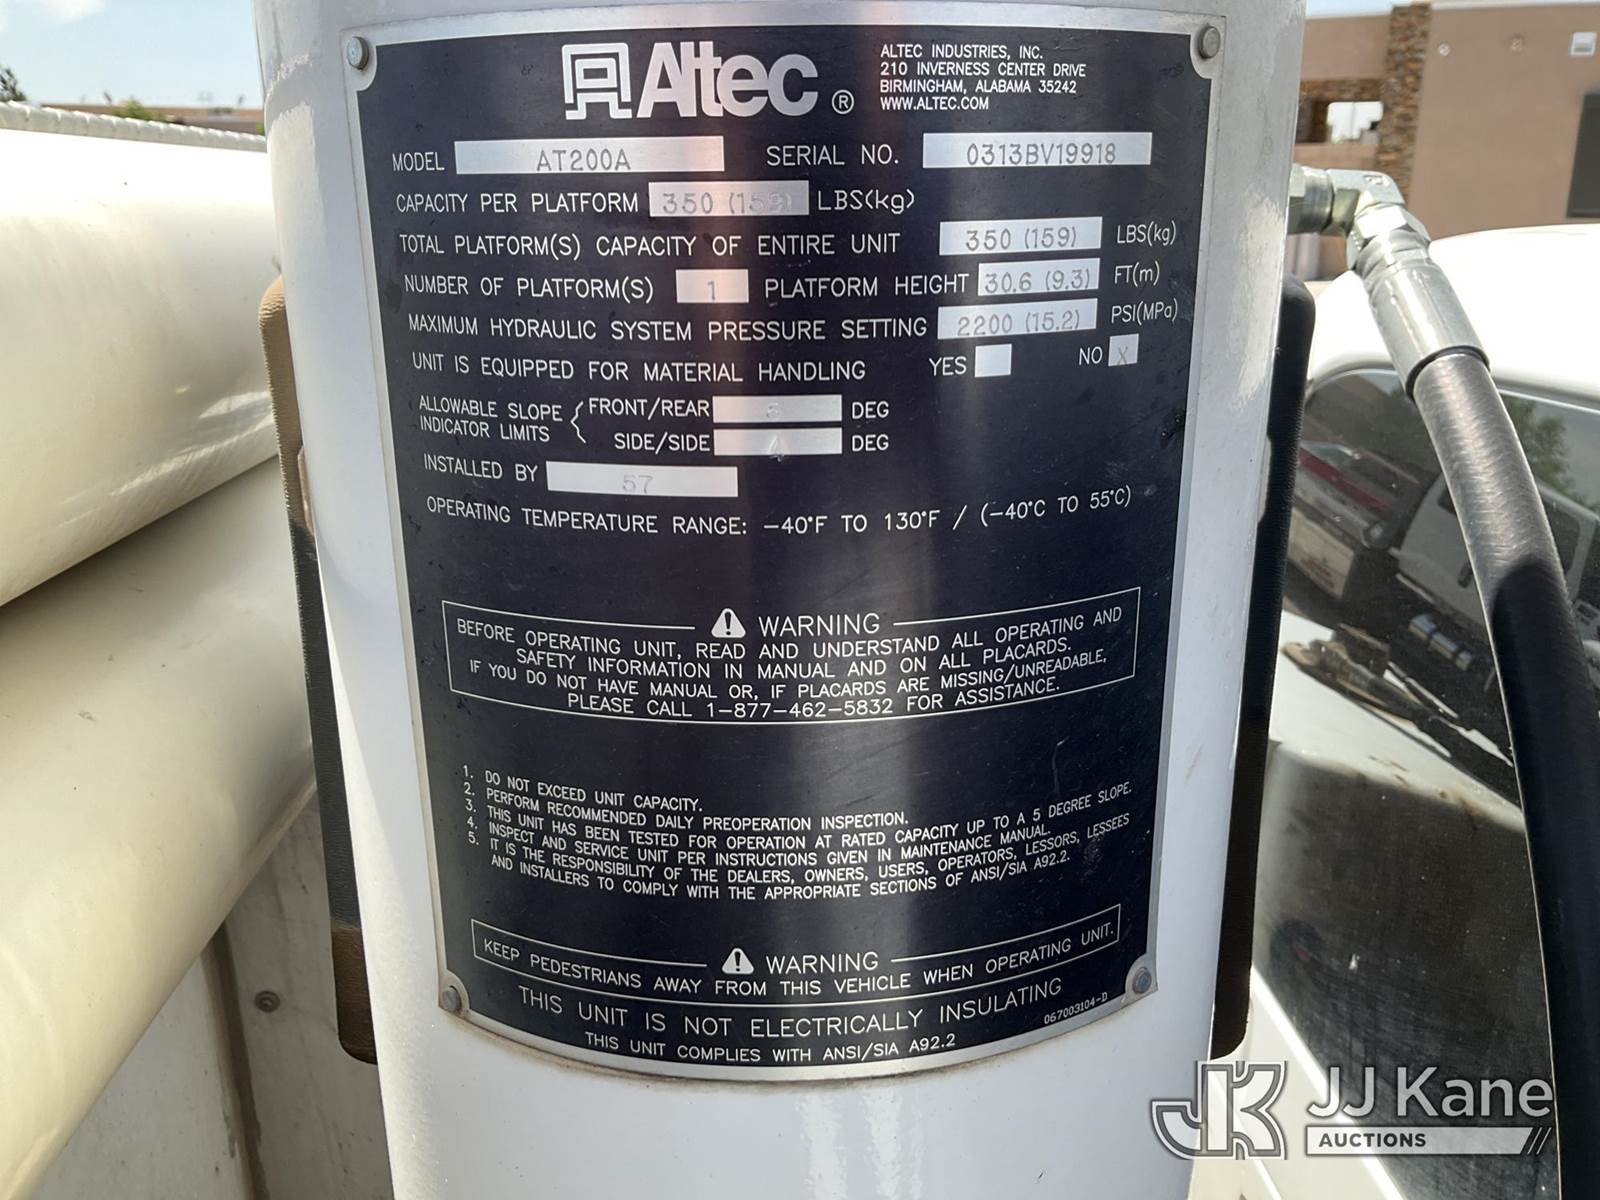 Altec ®
ALTEC INDUSTRIES, INC.
210 INVERNESS CENTER DRIVE
BIRMINGHAM, ALABAMA 35242
WWW.ALTEC.COM
MODEL AT200A SERIAL NO. 0313BV19918
CAPACITY PER PLATFORM 350 (159) LBS(kg)
TOTAL PLATFORM(S) CAPACITY OF ENTIRE UNIT 350 (159) LBS(kg)
NUMBER OF PLATFORM(S) 1 PLATFORM HEIGHT 30.6 (9.3) FT(m)
MAXIMUM HYDRAULIC SYSTEM PRESSURE SETTING 2200 (15.2) PSI(MPa)
UNIT IS EQUIPPED FOR MATERIAL HANDLING YES NO X
ALLOWABLE SLOPE INDICATOR LIMITS { FRONT/REAR DEG
SIDE/SIDE 4 DEG
INSTALLED BY 57
OPERATING TEMPERATURE RANGE: -40°F TO 130°F / (-40°C TO 55°C)
WARNING
BEFORE OPERATING UNIT, READ AND UNDERSTAND ALL OPERATING AND
SAFETY INFORMATION IN MANUAL AND ON ALL PLACARDS.
IF YOU DO NOT HAVE MANUAL OR, IF PLACARDS ARE MISSING/UNREADABLE,
PLEASE CALL 1-877-462-5832 FOR ASSISTANCE.
1. DO NOT EXCEED UNIT CAPACITY.
2. PERFORM RECOMMENDED DAILY PREOPERATION INSPECTION.
3. THIS UNIT HAS BEEN TESTED FOR OPERATION AT RATED CAPACITY UP TO A 5 DEGREE SLOPE.
4. INSPECT AND SERVICE UNIT PER INSTRUCTIONS GIVEN IN MAINTENANCE MANUAL.
5. IT IS THE RESPONSIBILITY OF THE DEALERS, OWNERS, USERS, OPERATORS, LESSORS, LESSEES
AND INSTALLERS TO COMPLY WITH THE APPROPRIATE SECTIONS OF ANSI/SIA A92.2.
WARNING
KEEP PEDESTRIANS AWAY FROM THIS VEHICLE WHEN OPERATING UNIT.
THIS UNIT IS NOT ELECTRICALLY INSULATING
THIS UNIT COMPLIES WITH ANSI/SIA A92.2
067003104-D
JJ Kane
AUCTIONS